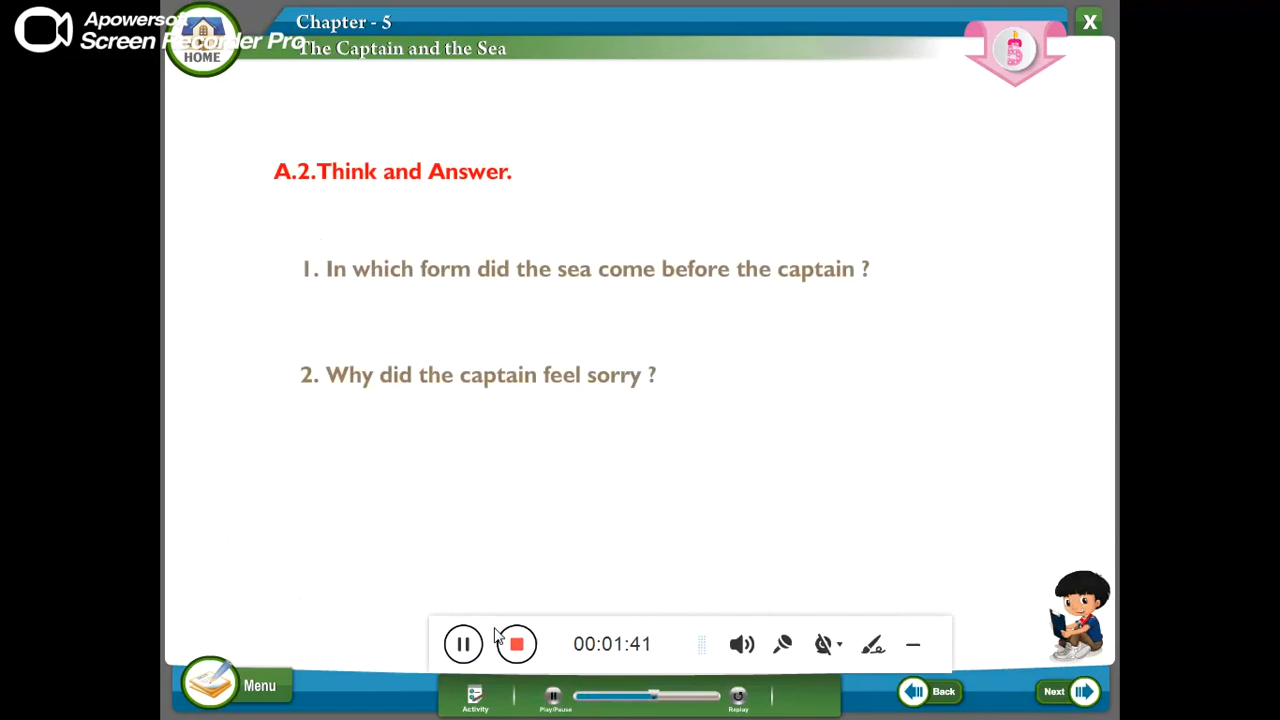 Apowersoft
Screen Recorder Pro
HOME
Chapter - 5
The Captain and the Sea
X
A.2.Think and Answer.
1. In which form did the sea come before the captain ?
2. Why did the captain feel sorry ?
00:01:41
Menu
Activity
Play/Pause
Replay
Back
Next